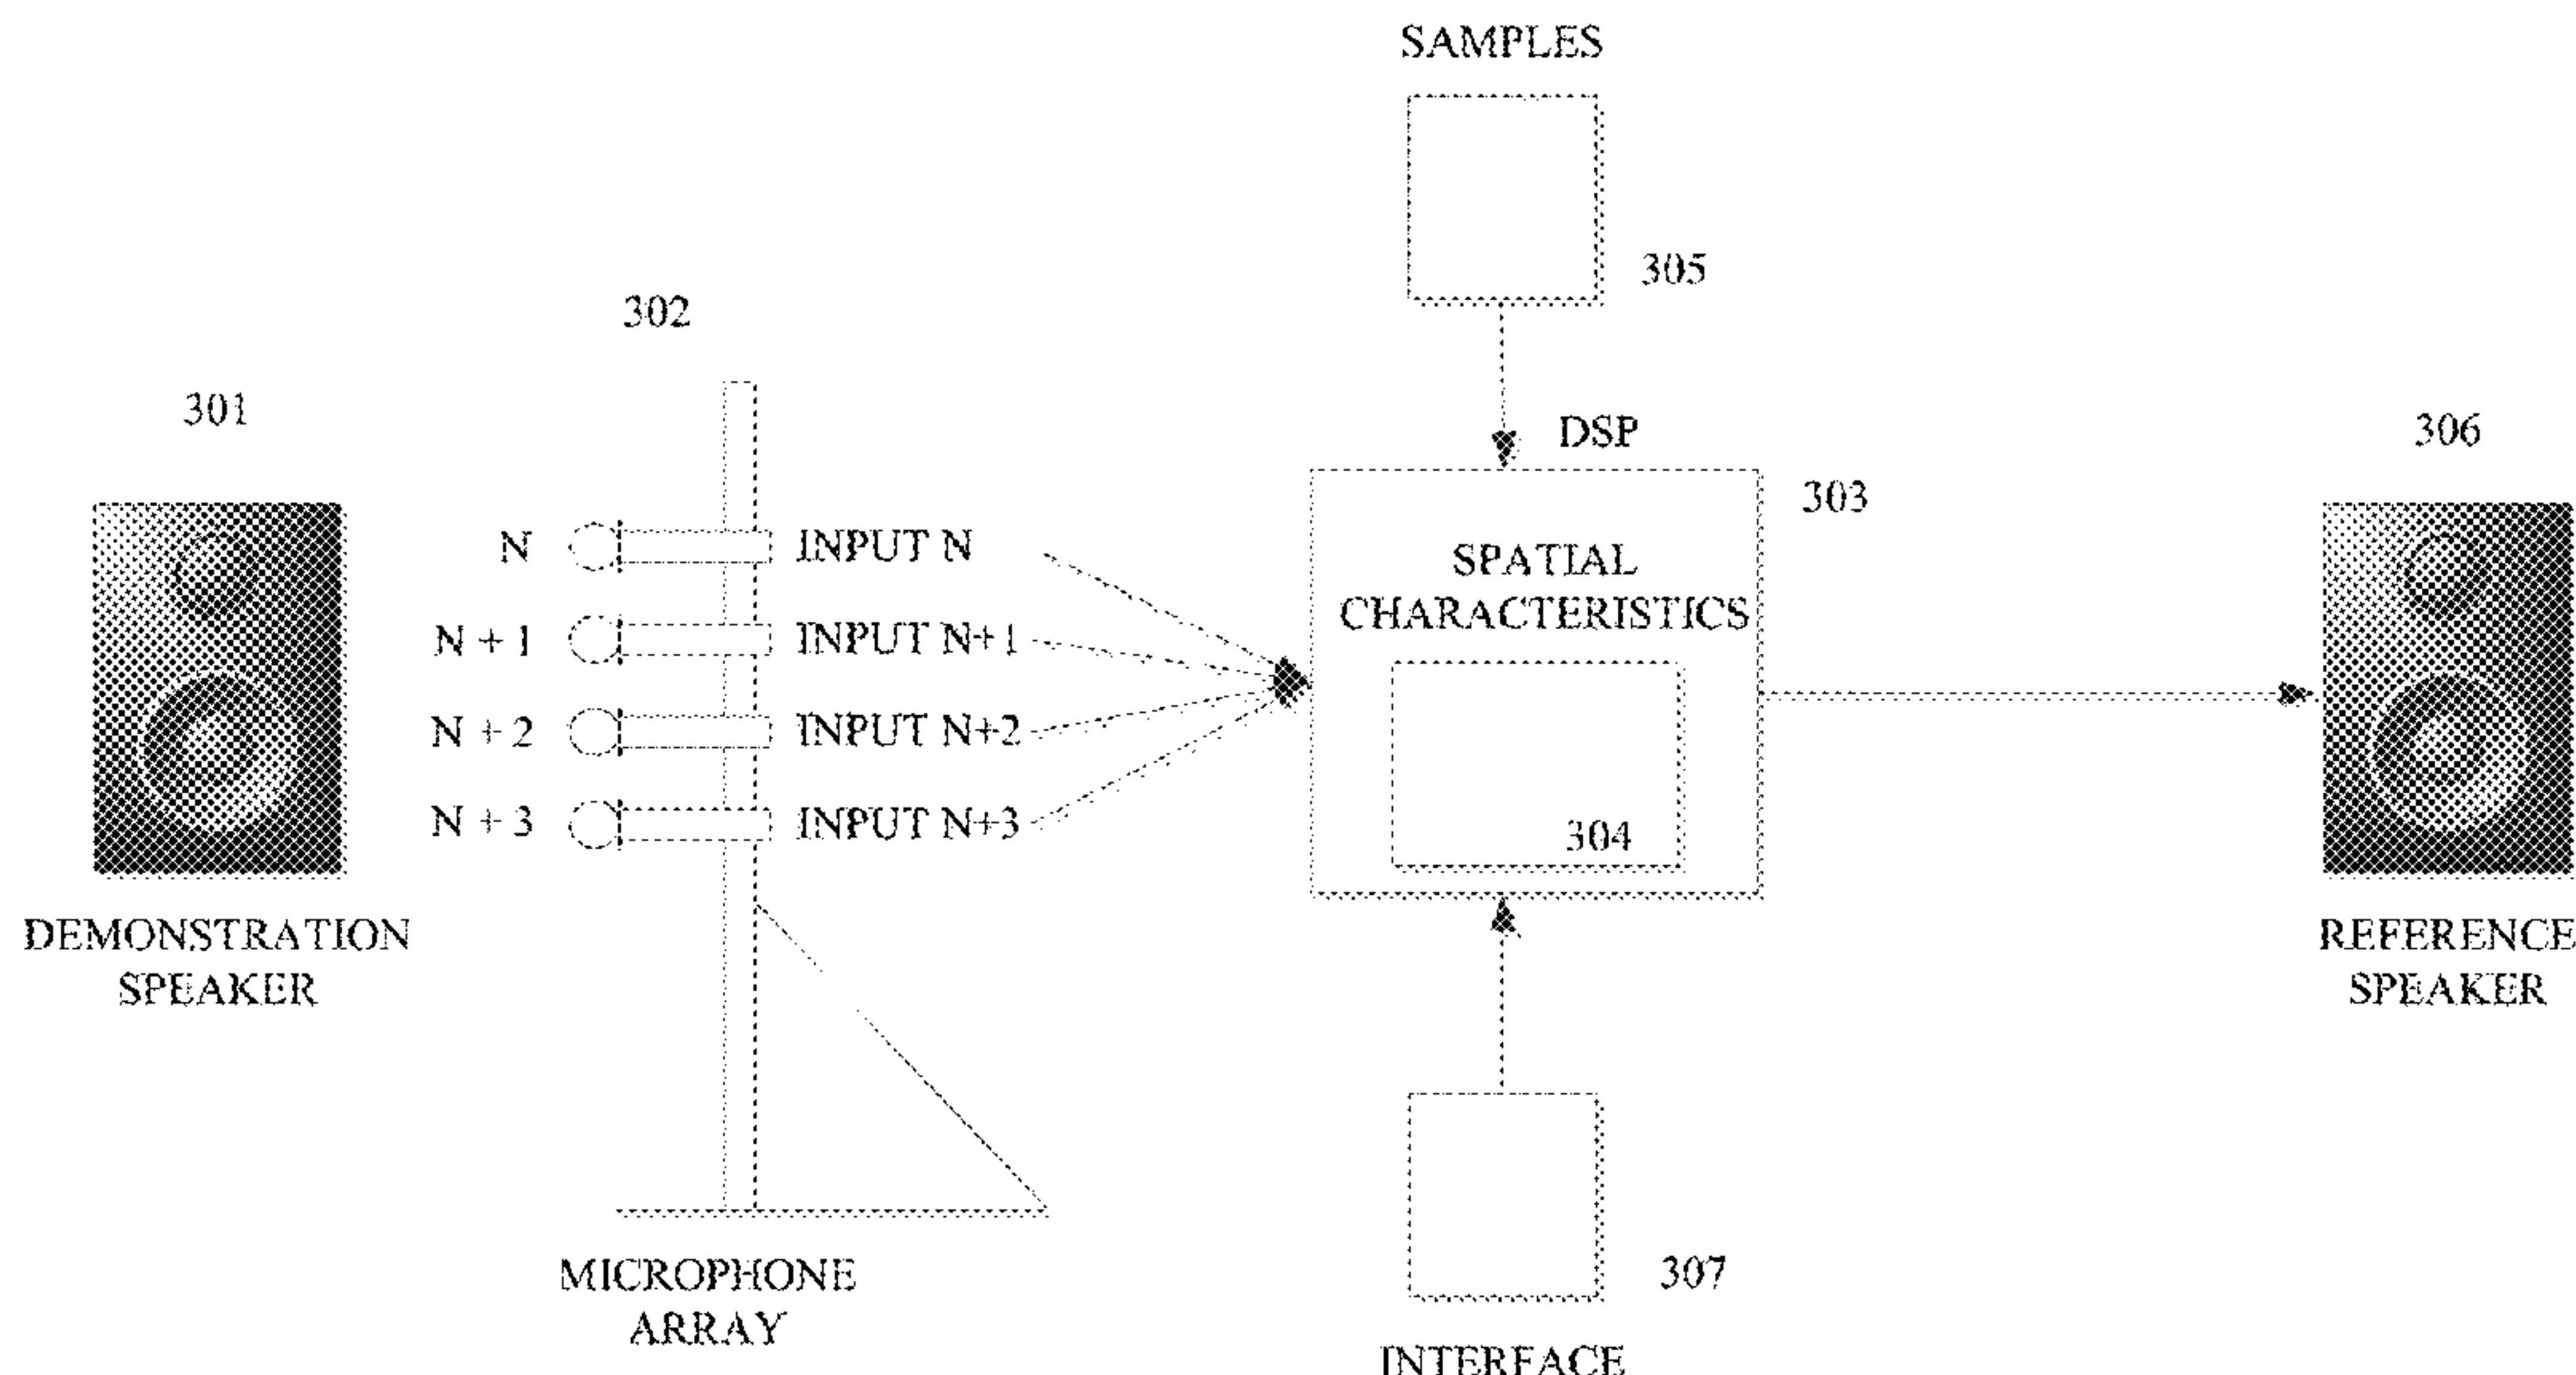 SAMPLES
305
302
301
DSP
306
303
N
INPUT N
SPATIAL
CHARACTERISTICS
N + 1
INPUT N+1
N + 2
INPUT N+2
N + 3
INPUT N+3
304
DEMONSTRATION
SPEAKER
REFERENCE
SPEAKER
MICROPHONE
ARRAY
307
INTERFACE